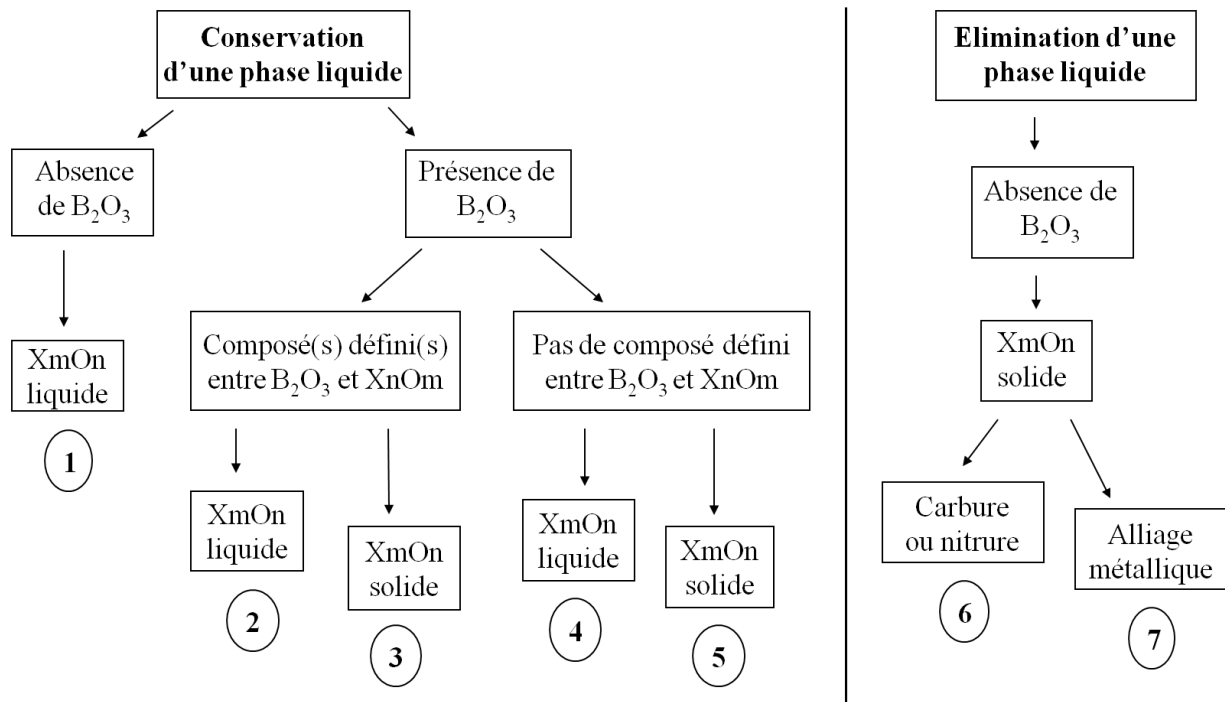 Conservation
d’une phase liquide
Absence
de B₂O₃
XmOn
liquide
1
Présence de
B₂O₃
Composé(s) défini(s)
entre B₂O₃ et XnOm
XmOn
liquide
2
XmOn
solide
3
Pas de composé défini
entre B₂O₃ et XnOm
XmOn
liquide
4
XmOn
solide
5
Elimination d’une
phase liquide
Absence de
B₂O₃
XmOn
solide
Carbure
ou nitrure
6
Alliage
métallique
7